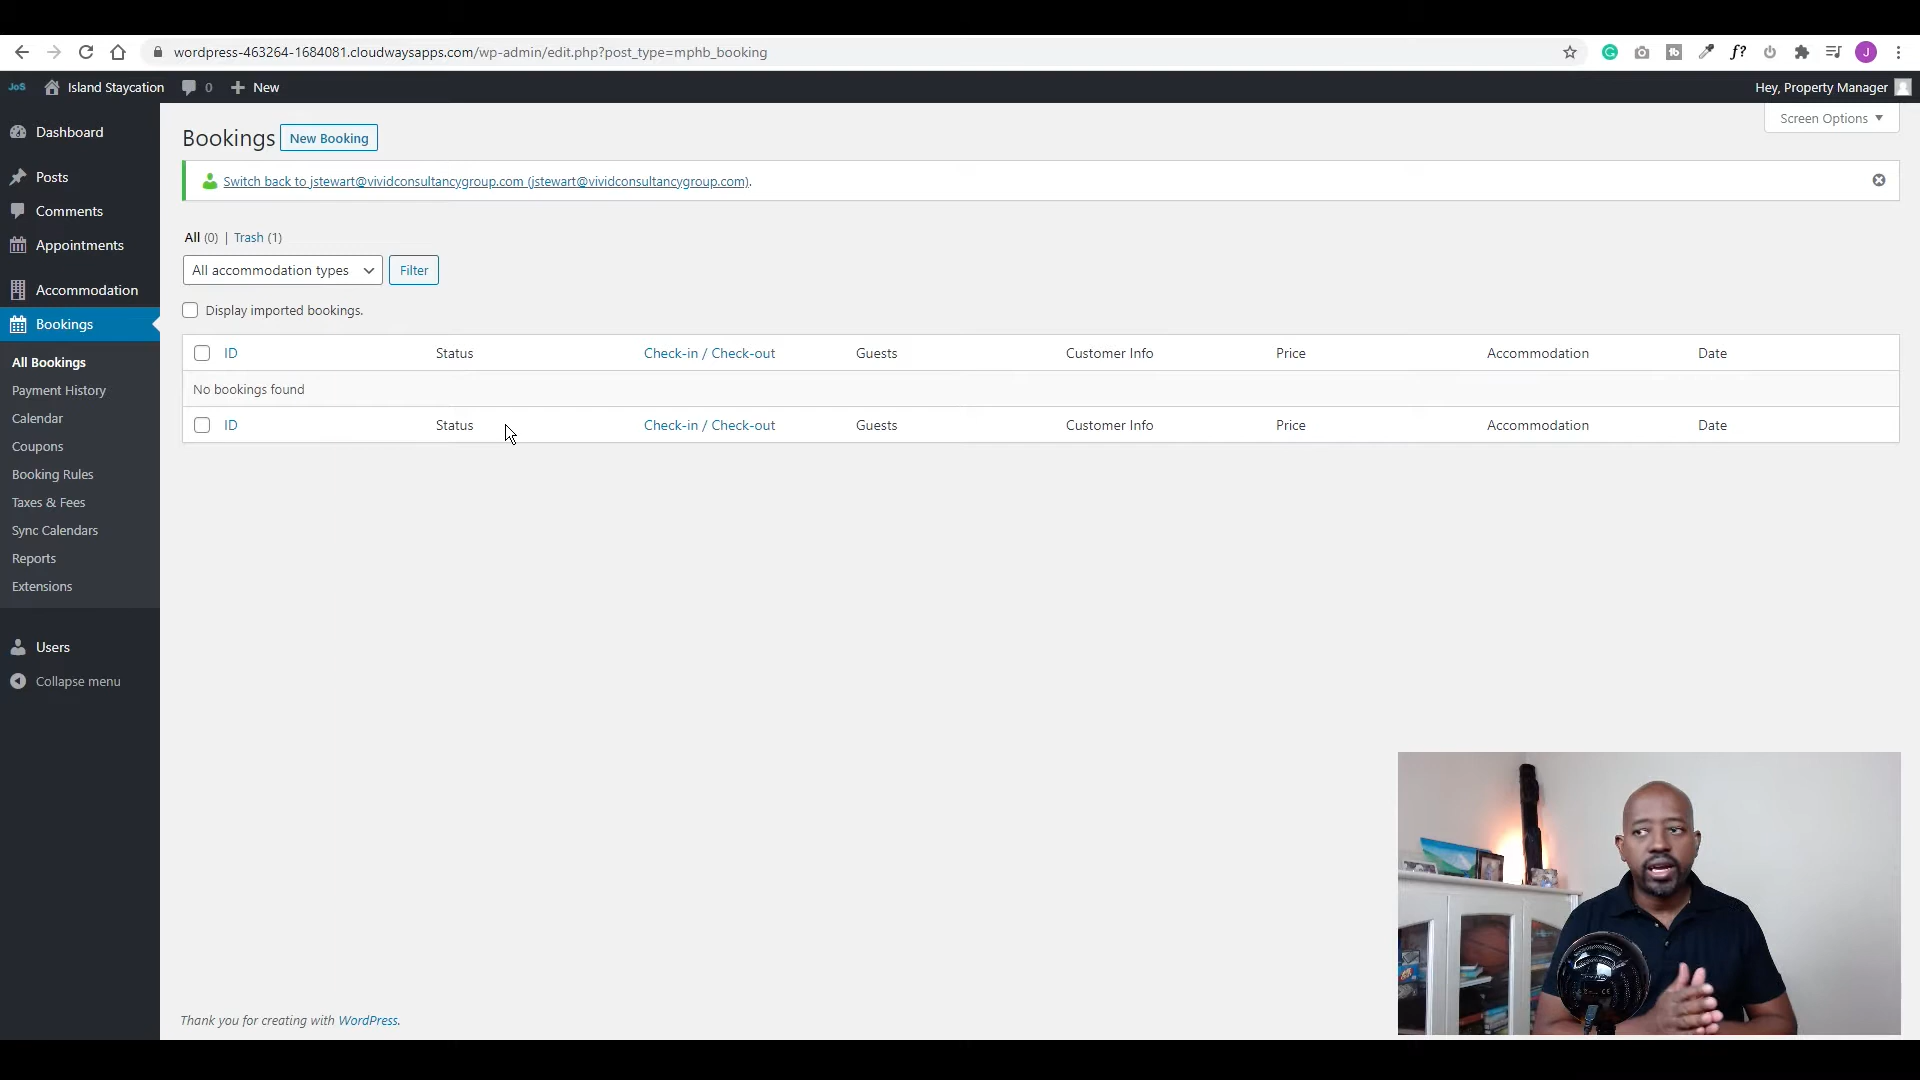 wordpress-463264-1684081.cloudwaysapps.com/wp-admin/edit.php?post_type=mphb_booking
f?
J
JoS
Island Staycation
0
New
Hey, Property Manager
Screen Options
Dashboard
Posts
Comments
Appointments
Accommodation
Bookings
All Bookings
Payment History
Calendar
Coupons
Booking Rules
Taxes & Fees
Sync Calendars
Reports
Extensions
Users
Collapse menu
Bookings New Booking
Switch back to jstewart@vividconsultancygroup.com (jstewart@vividconsultancygroup.com).
All (0) | Trash (1)
All accommodation types Filter
Display imported bookings.
ID Status Check-in / Check-out Guests Customer Info Price Accommodation Date
No bookings found
ID Status Check-in / Check-out Guests Customer Info Price Accommodation Date
Thank you for creating with WordPress.